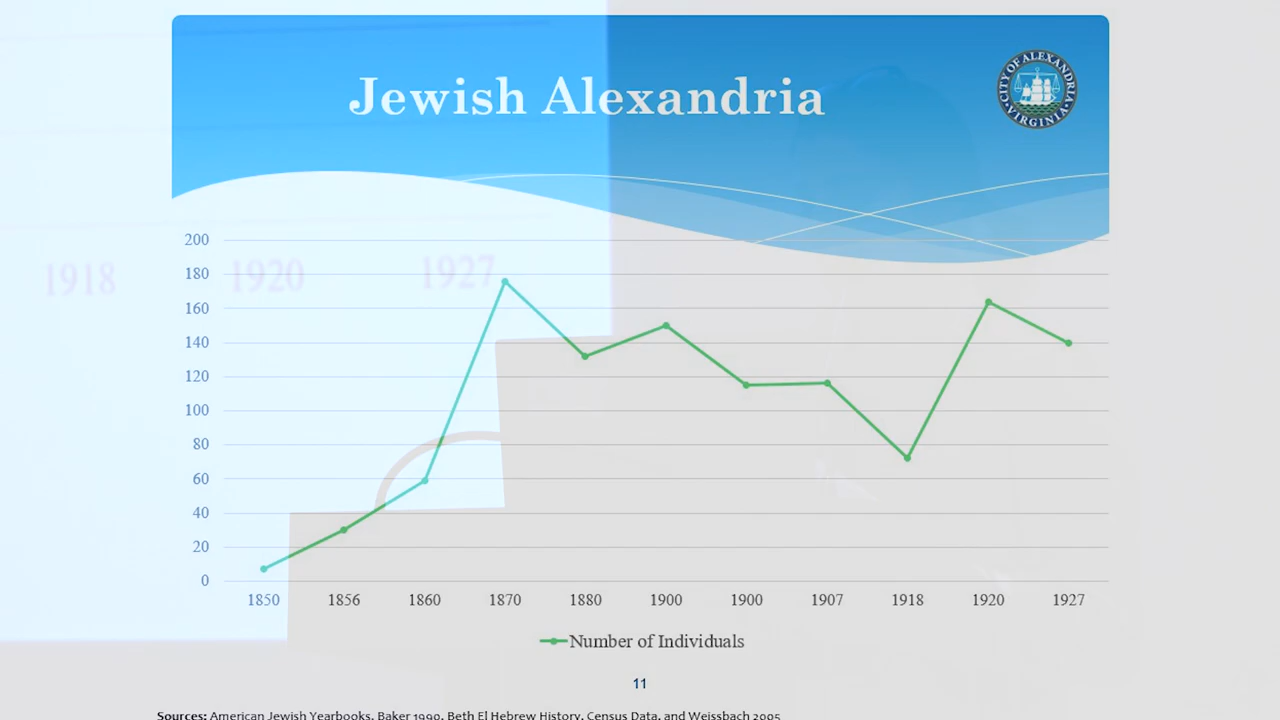 Jewish Alexandria
CITY OF ALEXANDRIA
VIRGINIA
200
180
1918 1920 1927
160
140
120
100
80
60
40
20
0
1850 1856 1860 1870 1880 1900 1900 1907 1918 1920 1927
Number of Individuals
11
Sources: American Jewish Yearbooks, Baker 1990, Beth El Hebrew History, Census Data, and Weissbach 2005